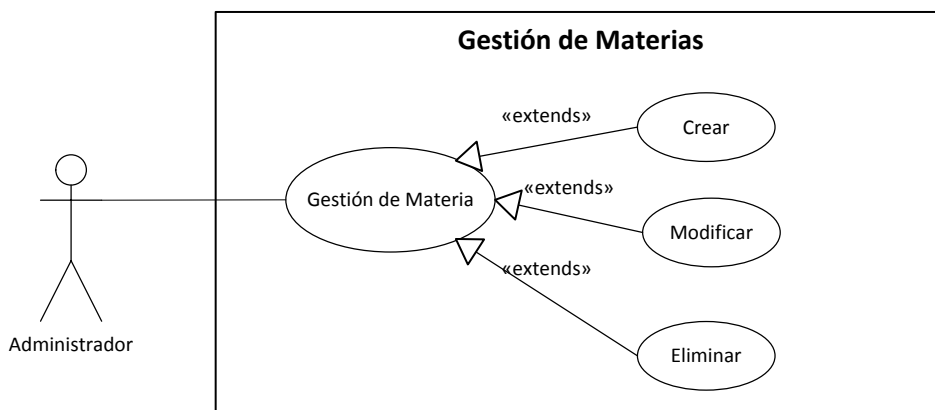 Gestión de Materias
«extends»
Crear
«extends»
Gestión de Materia
Modificar
«extends»
Administrador
Eliminar